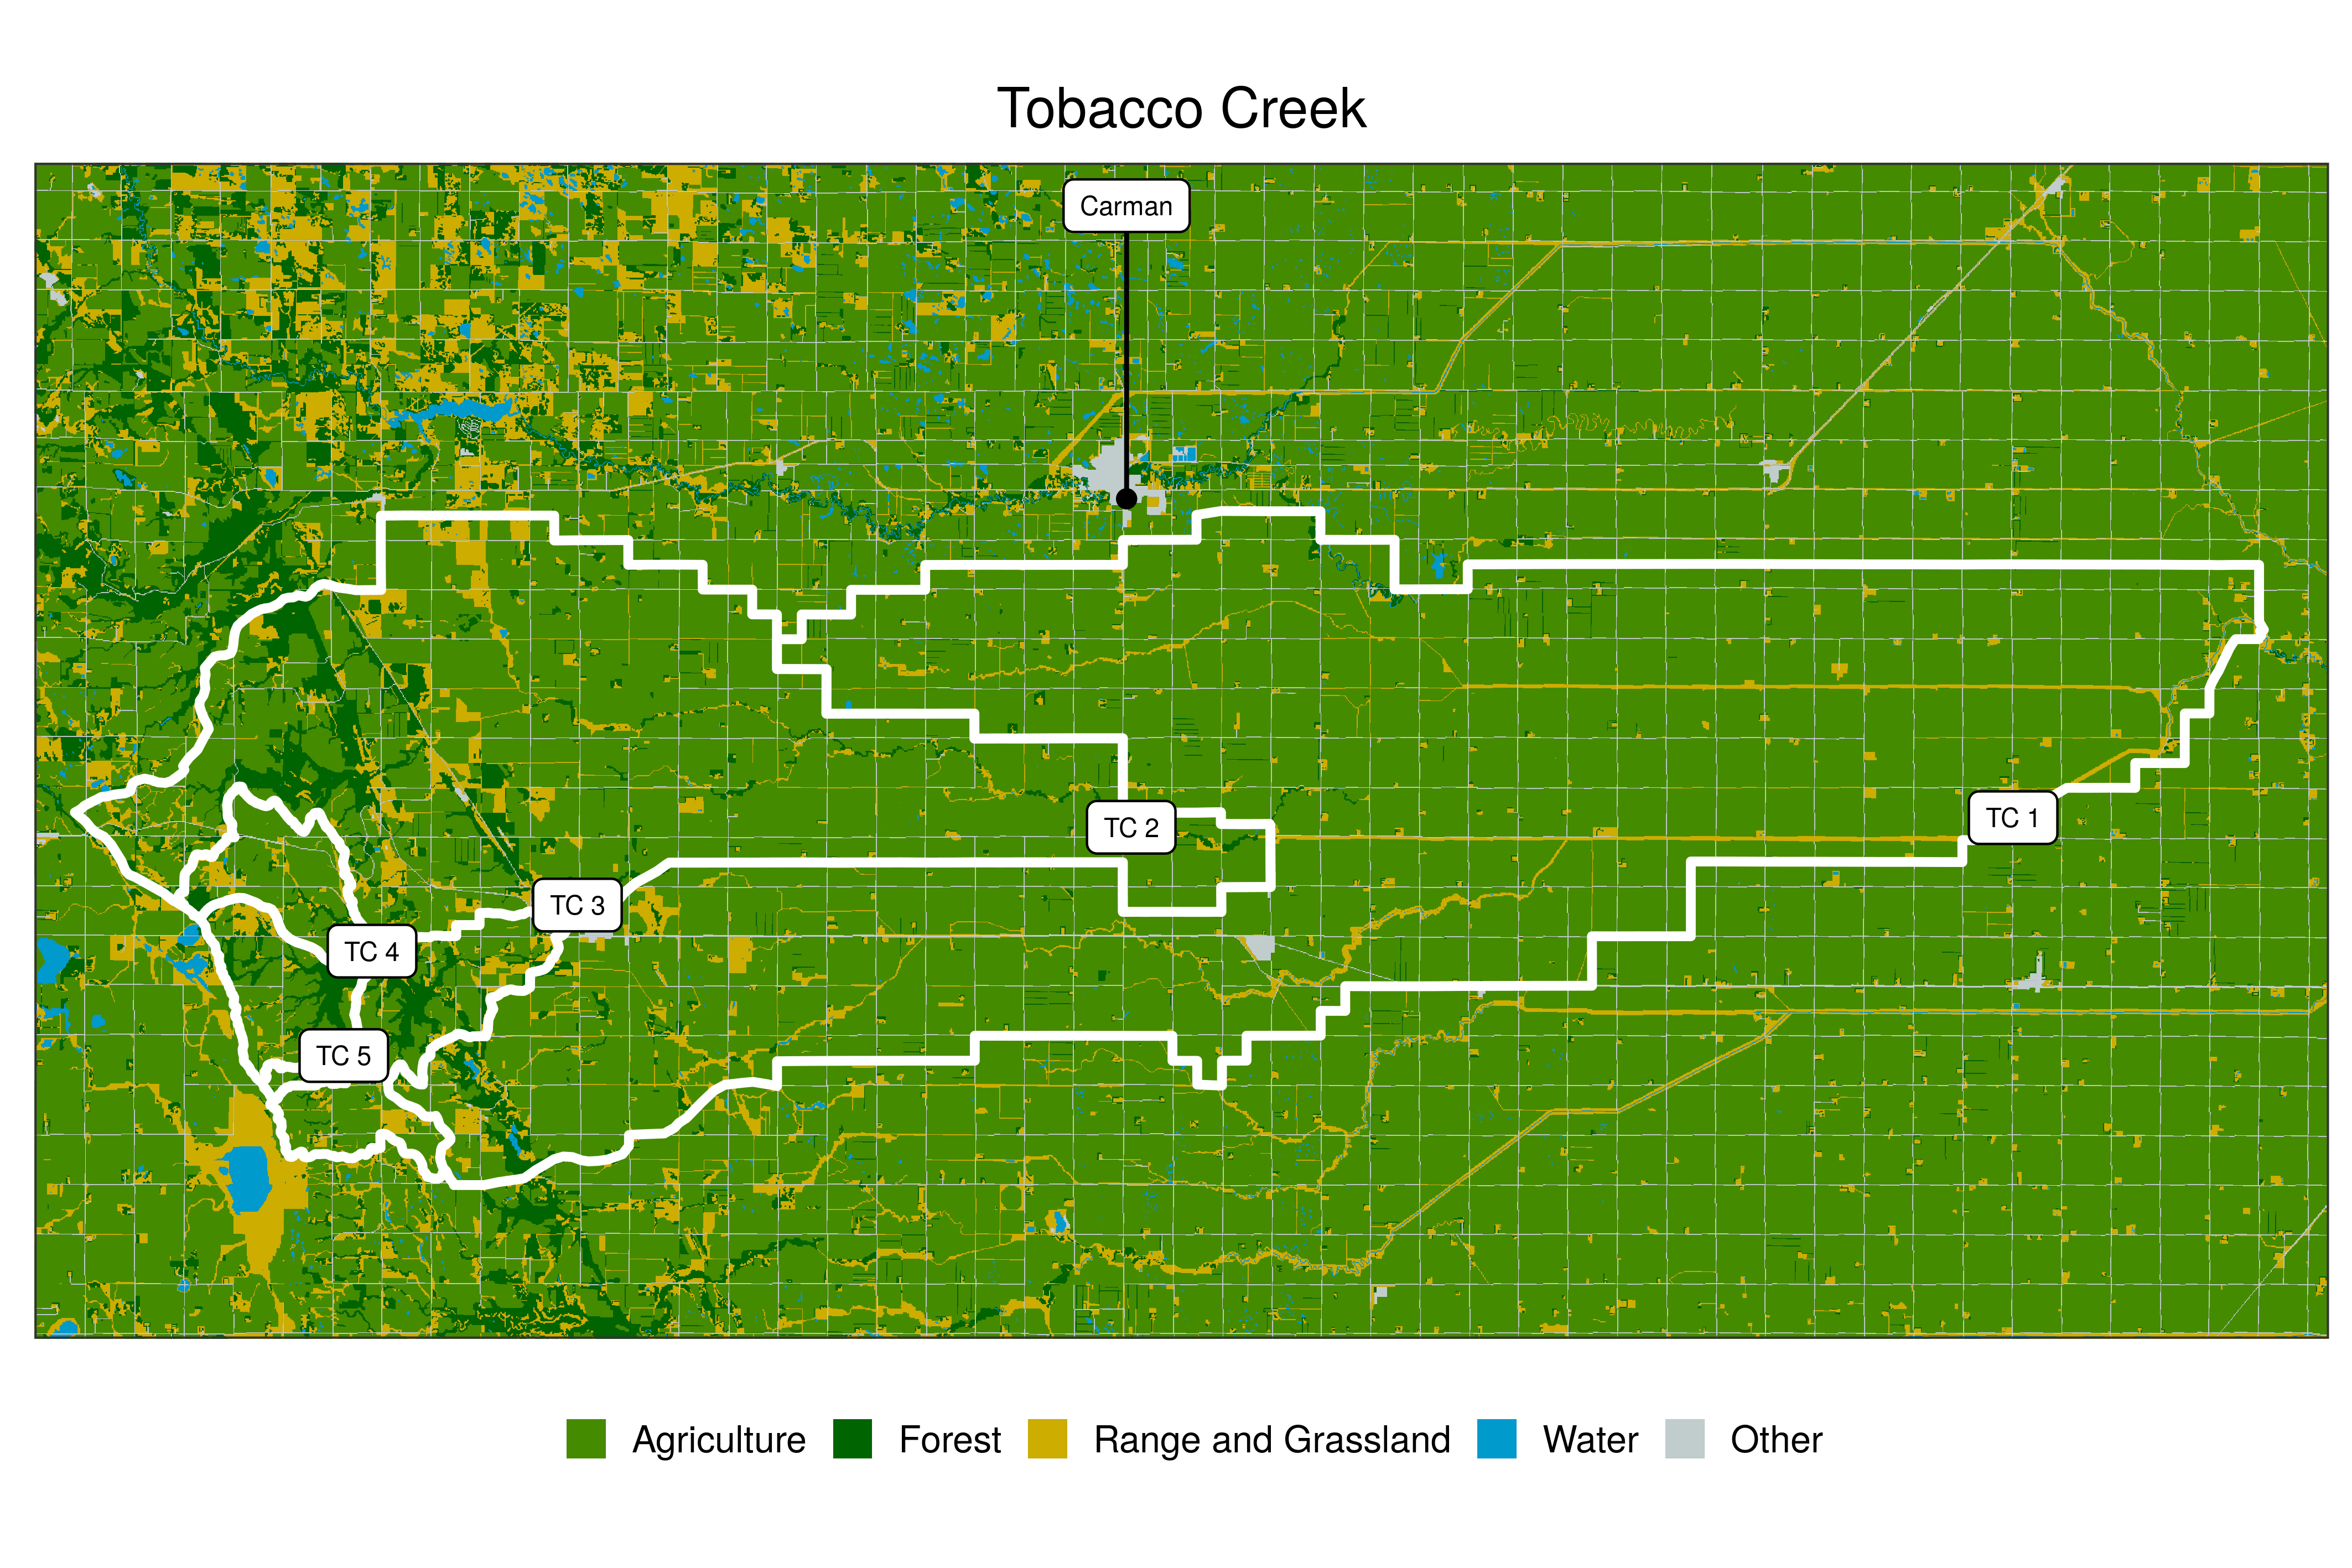 Tobacco Creek
Carman
TC 1
TC 2
TC 3
TC 4
TC 5
Agriculture
Forest
Range and Grassland
Water
Other